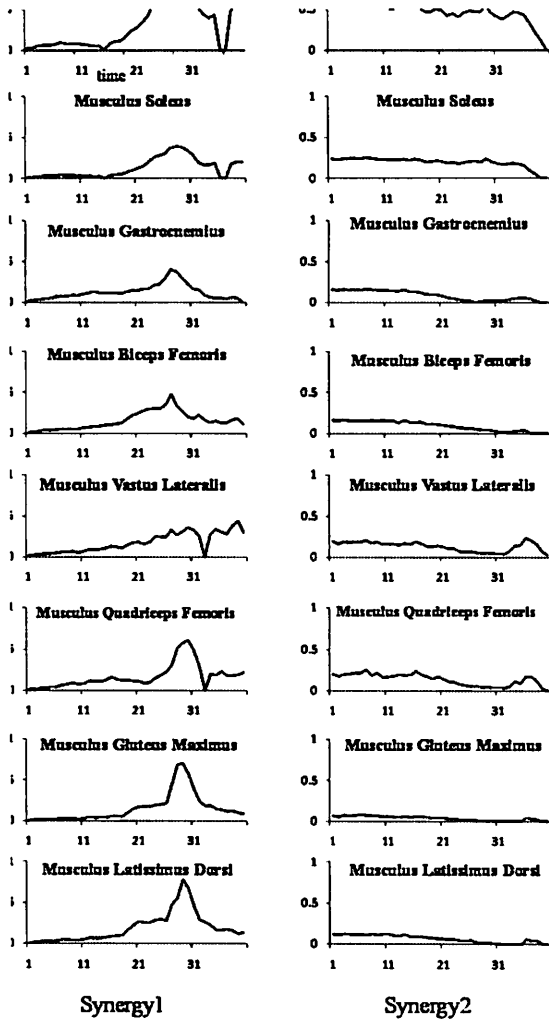 0.5
0
1 11 21 31 1 11 21 31
time
Musculus Soleus Musculus Soleus
1
0.5
0
1 11 21 31 1 11 21 31
Musculus Gastrocnemius Musculus Gastrocnemius
1
0.5
0
1 11 21 31 1 11 21 31
Musculus Biceps Femoris Musculus Biceps Femoris
1
0.5
0
1 11 21 31 1 11 21 31
Musculus Vastus Lateralis Musculus Vastus Lateralis
1
0.5
0
1 11 21 31 1 11 21 31
Musculus Quadriceps Femoris Musculus Quadriceps Femoris
1
0.5
0
1 11 21 31 1 11 21 31
Musculus Gluteus Maximus Musculus Gluteus Maximus
1
0.5
0
1 11 21 31 1 11 21 31
Musculus Latissimus Dorsi Musculus Latissimus Dorsi
1
0.5
0
1 11 21 31 1 11 21 31
Synergy1 Synergy2